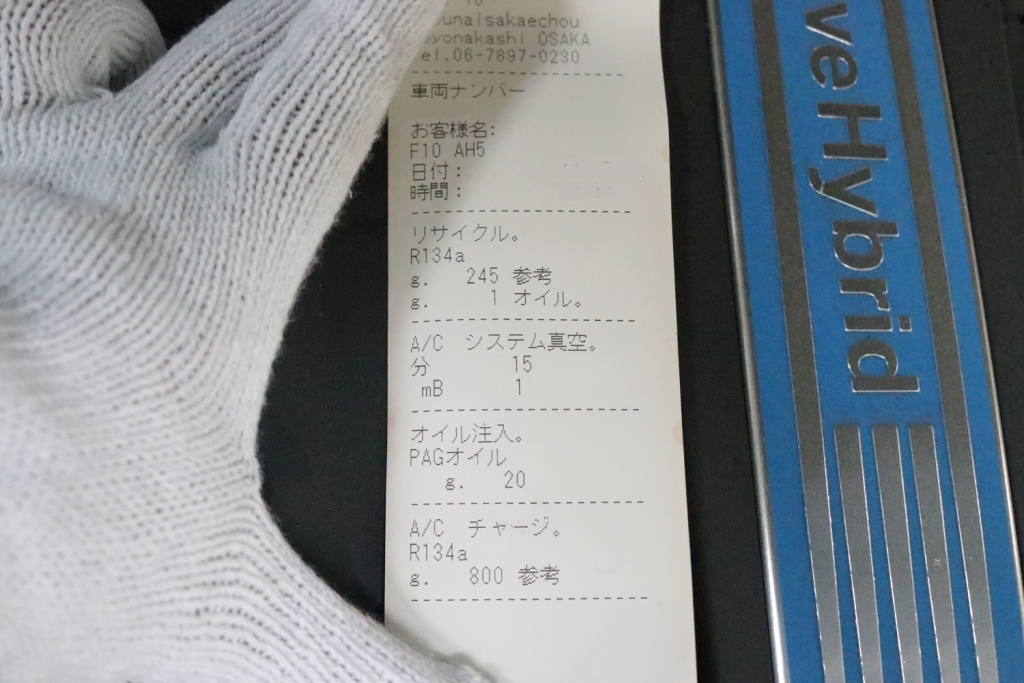 10
yunaisakaechou
oyonakashi OSAKA
el.06-7897-0230
車両ナンバー
お客様名:
F10 AH5
日付:
時間:
リサイクル。
R134a
g. 245 参考
g. 1 オイル。
A/C システム真空。
分 15
mB 1
オイル注入。
PAGオイル
g. 20
A/C チャージ。
R134a
g. 800 参考
veHybrid